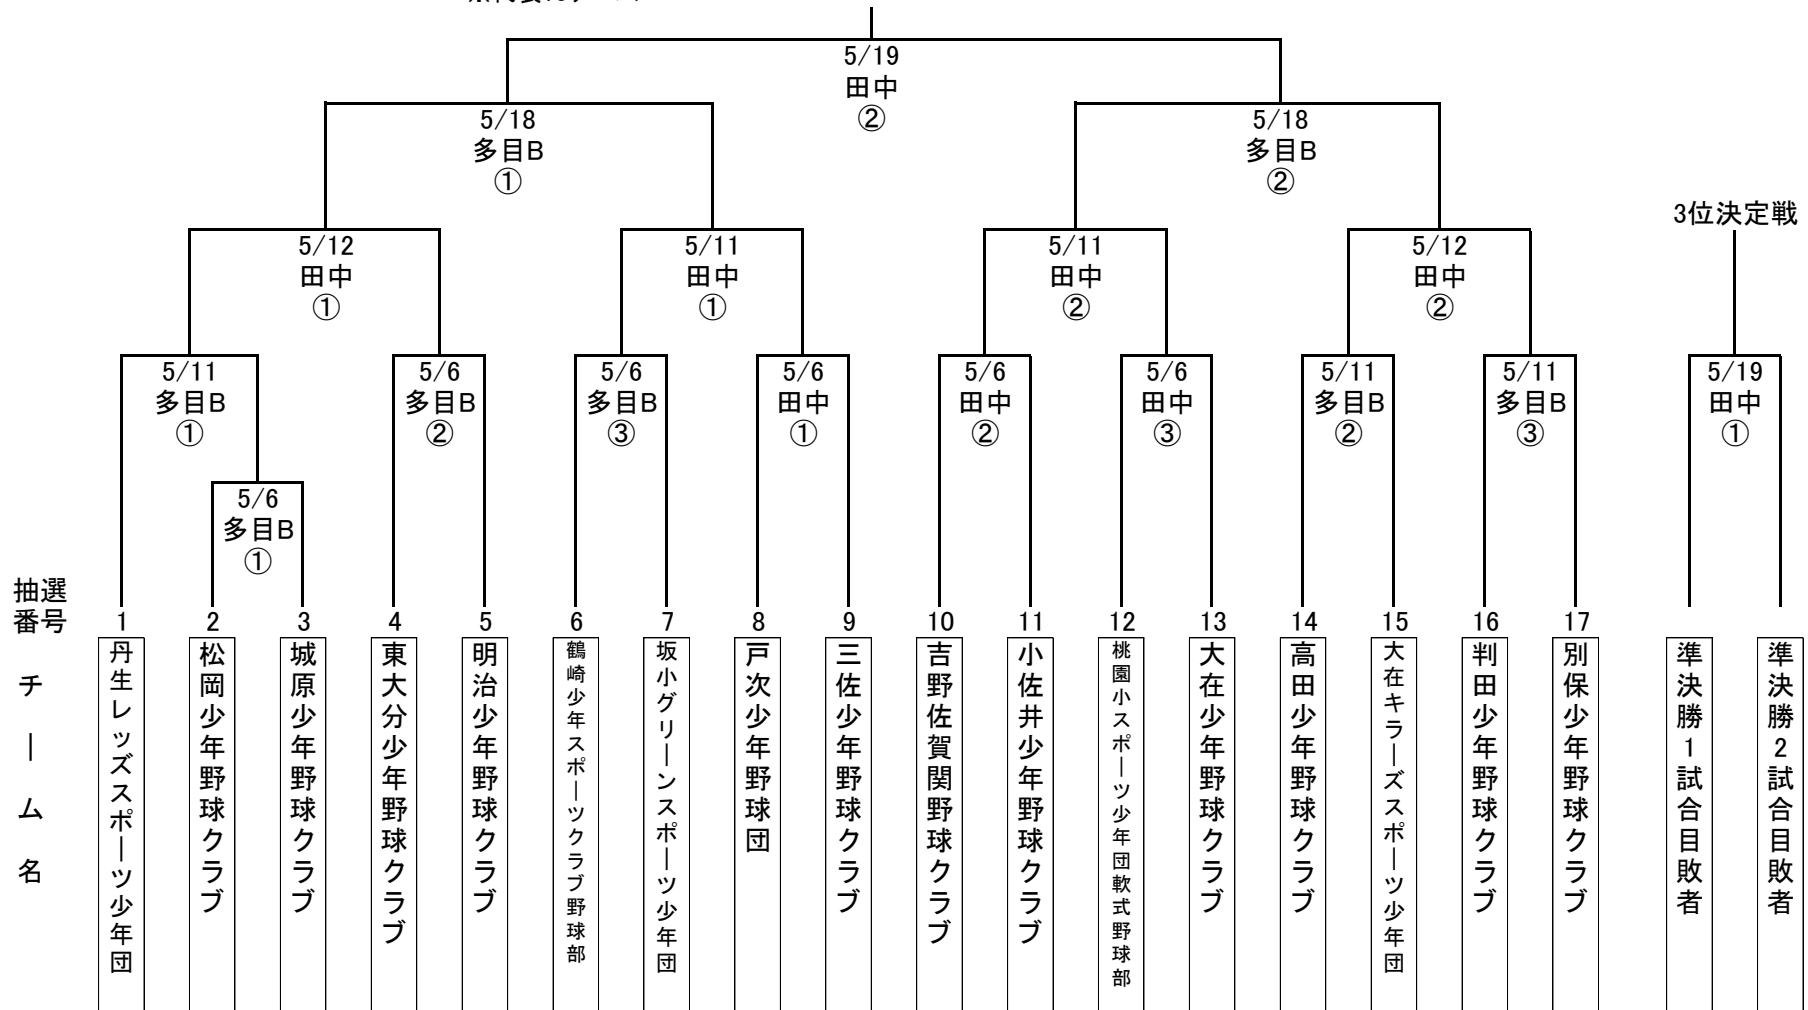 5/19
田中
②
5/18
多目B
①
5/18
多目B
②
3位決定戦
5/12
田中
①
5/11
田中
①
5/11
田中
②
5/12
田中
②
5/11
多目B
①
5/6
多目B
②
5/6
多目B
③
5/6
田中
①
5/6
田中
②
5/6
田中
③
5/11
多目B
②
5/11
多目B
③
5/19
田中
①
5/6
多目B
①
抽選
番号
1
2
3
4
5
6
7
8
9
10
11
12
13
14
15
16
17
チーム名
丹生レッズスポーツ少年団
松岡少年野球クラブ
城原少年野球クラブ
東大分少年野球クラブ
明治少年野球クラブ
鶴崎少年スポーツクラブ野球部
坂小グリーンスポーツ少年団
戸次少年野球団
三佐少年野球クラブ
吉野佐賀関野球クラブ
小佐井少年野球クラブ
桃園小スポーツ少年団軟式野球部
大在少年野球クラブ
高田少年野球クラブ
大在キラーズスポーツ少年団
判田少年野球クラブ
別保少年野球クラブ
準決勝1試合目敗者
準決勝2試合目敗者